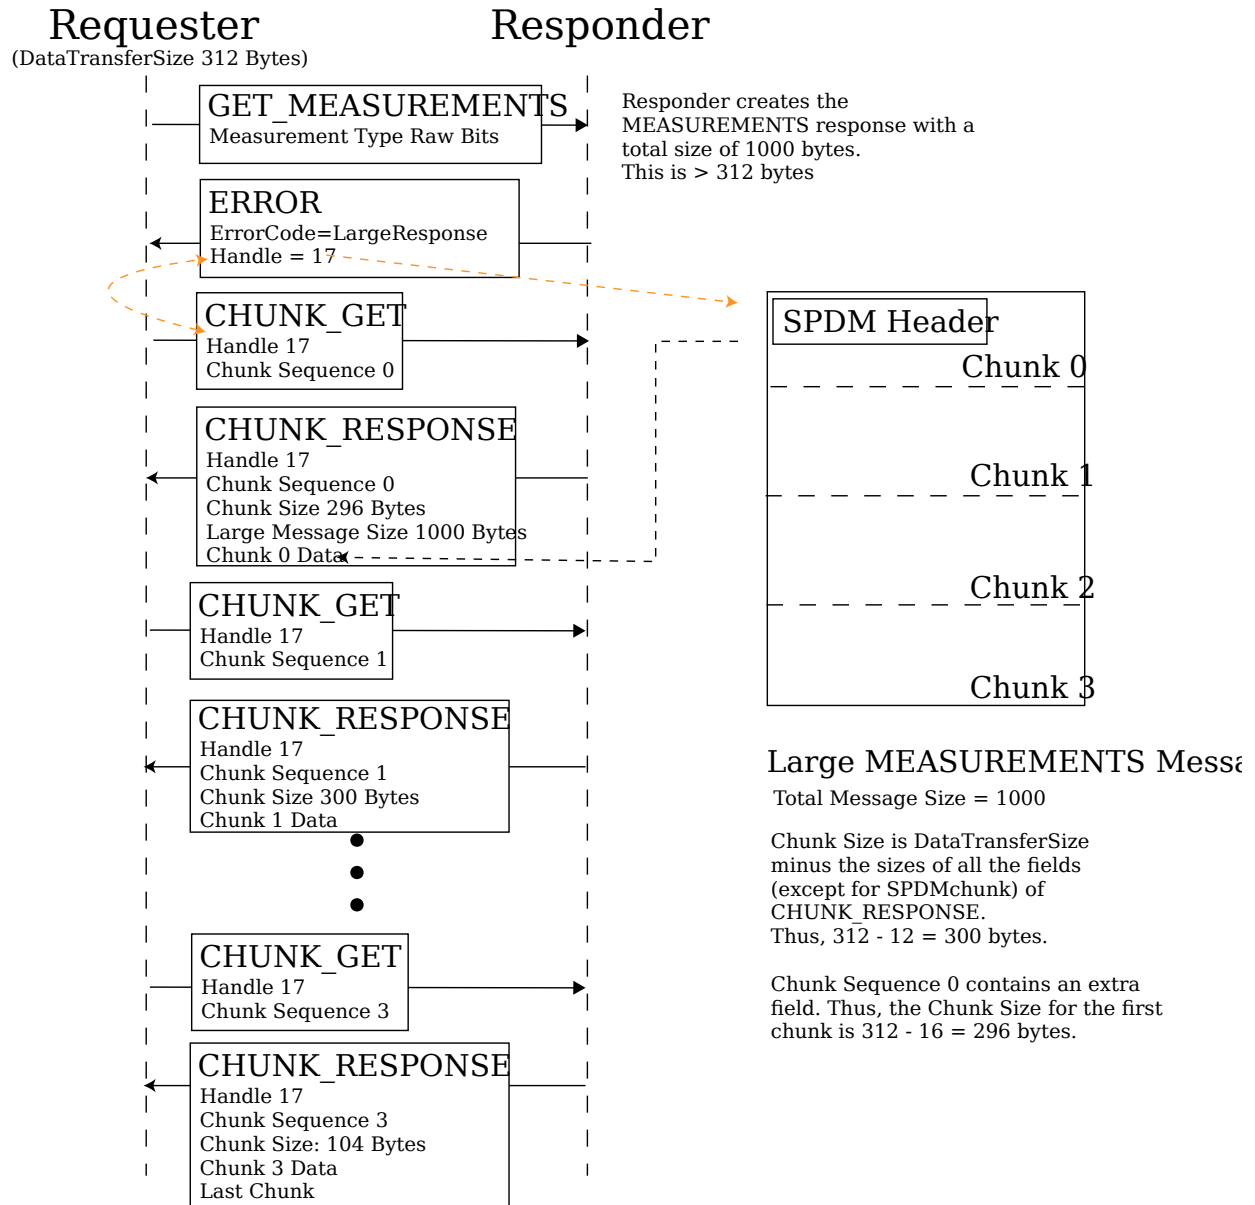 Requester
(DataTransferSize 312 Bytes)
Responder
GET_MEASUREMENTS
Measurement Type Raw Bits
Responder creates the
MEASUREMENTS response with a
total size of 1000 bytes.
This is > 312 bytes
ERROR
ErrorCode=LargeResponse
Handle = 17
CHUNK_GET
Handle 17
Chunk Sequence 0
CHUNK_RESPONSE
Handle 17
Chunk Sequence 0
Chunk Size 296 Bytes
Large Message Size 1000 Bytes
Chunk 0 Data
CHUNK_GET
Handle 17
Chunk Sequence 1
CHUNK_RESPONSE
Handle 17
Chunk Sequence 1
Chunk Size 300 Bytes
Chunk 1 Data
CHUNK_GET
Handle 17
Chunk Sequence 3
CHUNK_RESPONSE
Handle 17
Chunk Sequence 3
Chunk Size: 104 Bytes
Chunk 3 Data
Last Chunk
SPDM Header
Chunk 0
Chunk 1
Chunk 2
Chunk 3
Large MEASUREMENTS Messa
Total Message Size = 1000
Chunk Size is DataTransferSize
minus the sizes of all the fields
(except for SPDMchunk) of
CHUNK_RESPONSE.
Thus, 312 - 12 = 300 bytes.
Chunk Sequence 0 contains an extra
field. Thus, the Chunk Size for the first
chunk is 312 - 16 = 296 bytes.